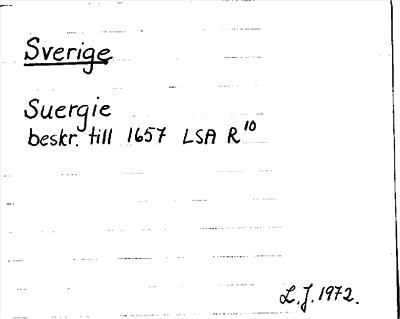 Sverige
Suergie
beskr. till 1657 LSA R¹⁰
L.J. 1972.